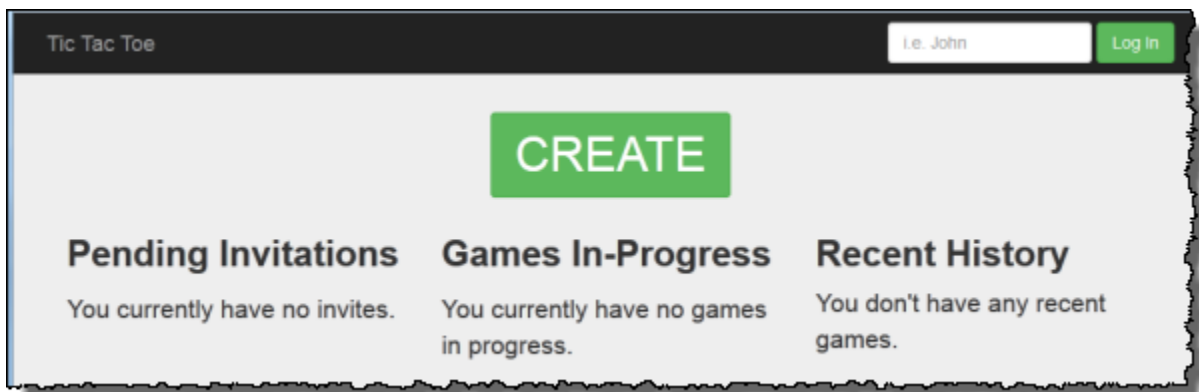 Tic Tac Toe
i.e. John
Log In
CREATE
Pending Invitations
You currently have no invites.
Games In-Progress
You currently have no games
in progress.
Recent History
You don't have any recent
games.